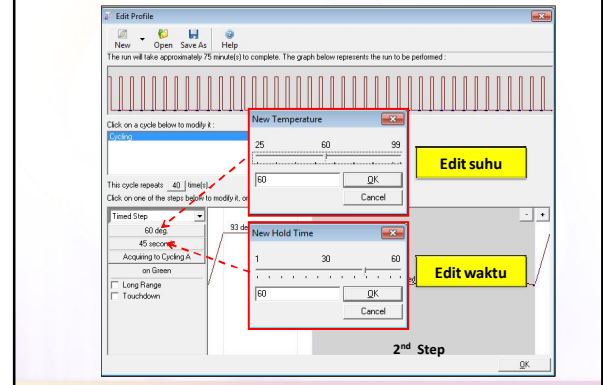 Edit Profile
New Open Save As Help
The run will take approximately 75 minute(s) to complete. The graph below represents the run to be performed :
Click on a cycle below to modify it :
Cycling
New Temperature
25 60 99
60
OK
Cancel
Edit suhu
This cycle repeats 40 time(s).
Click on one of the steps below to modify it, or
Timed Step
- +
60 deg.
93 de
45 seconds
Acquiring to Cycling A
on Green
Long Range
Touchdown
New Hold Time
1 30 60
60
OK
Cancel
Edit waktu
2nd Step
OK